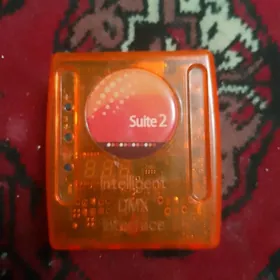 Suite 2
Intelligent
DMX
Interface